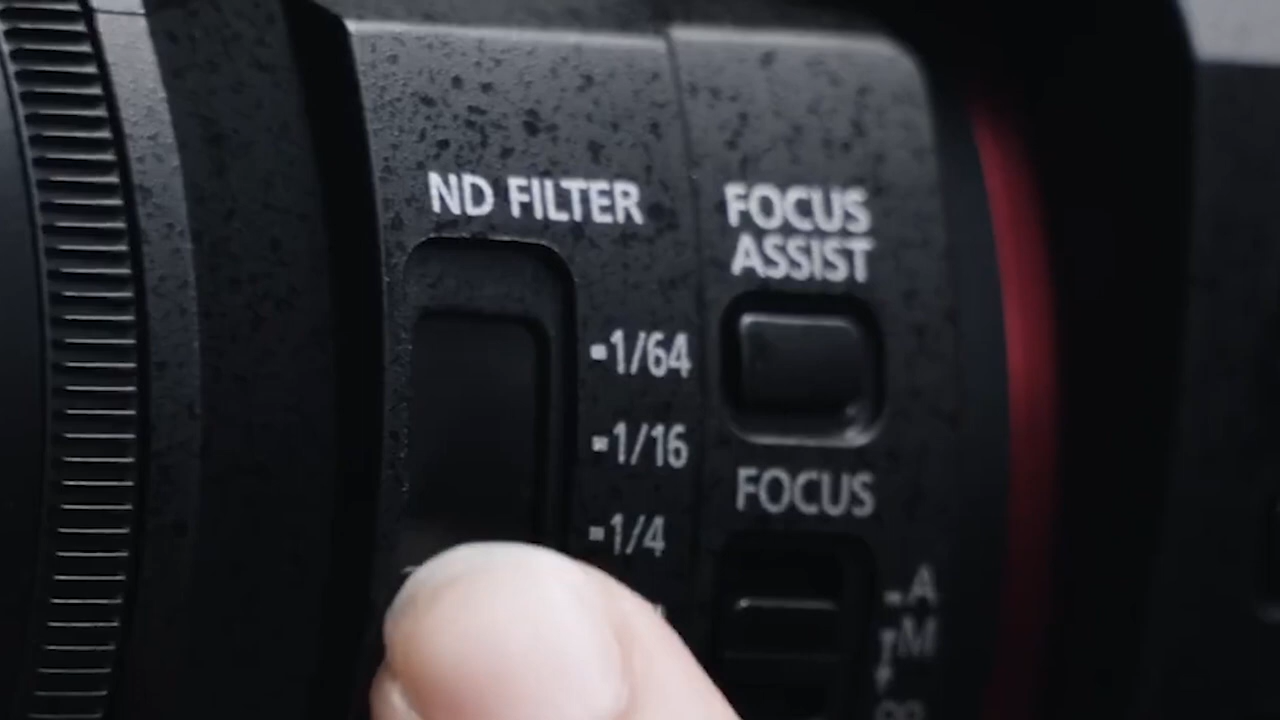 ND FILTER
1/64
1/16
1/4
FOCUS
ASSIST
FOCUS
A
M
∞